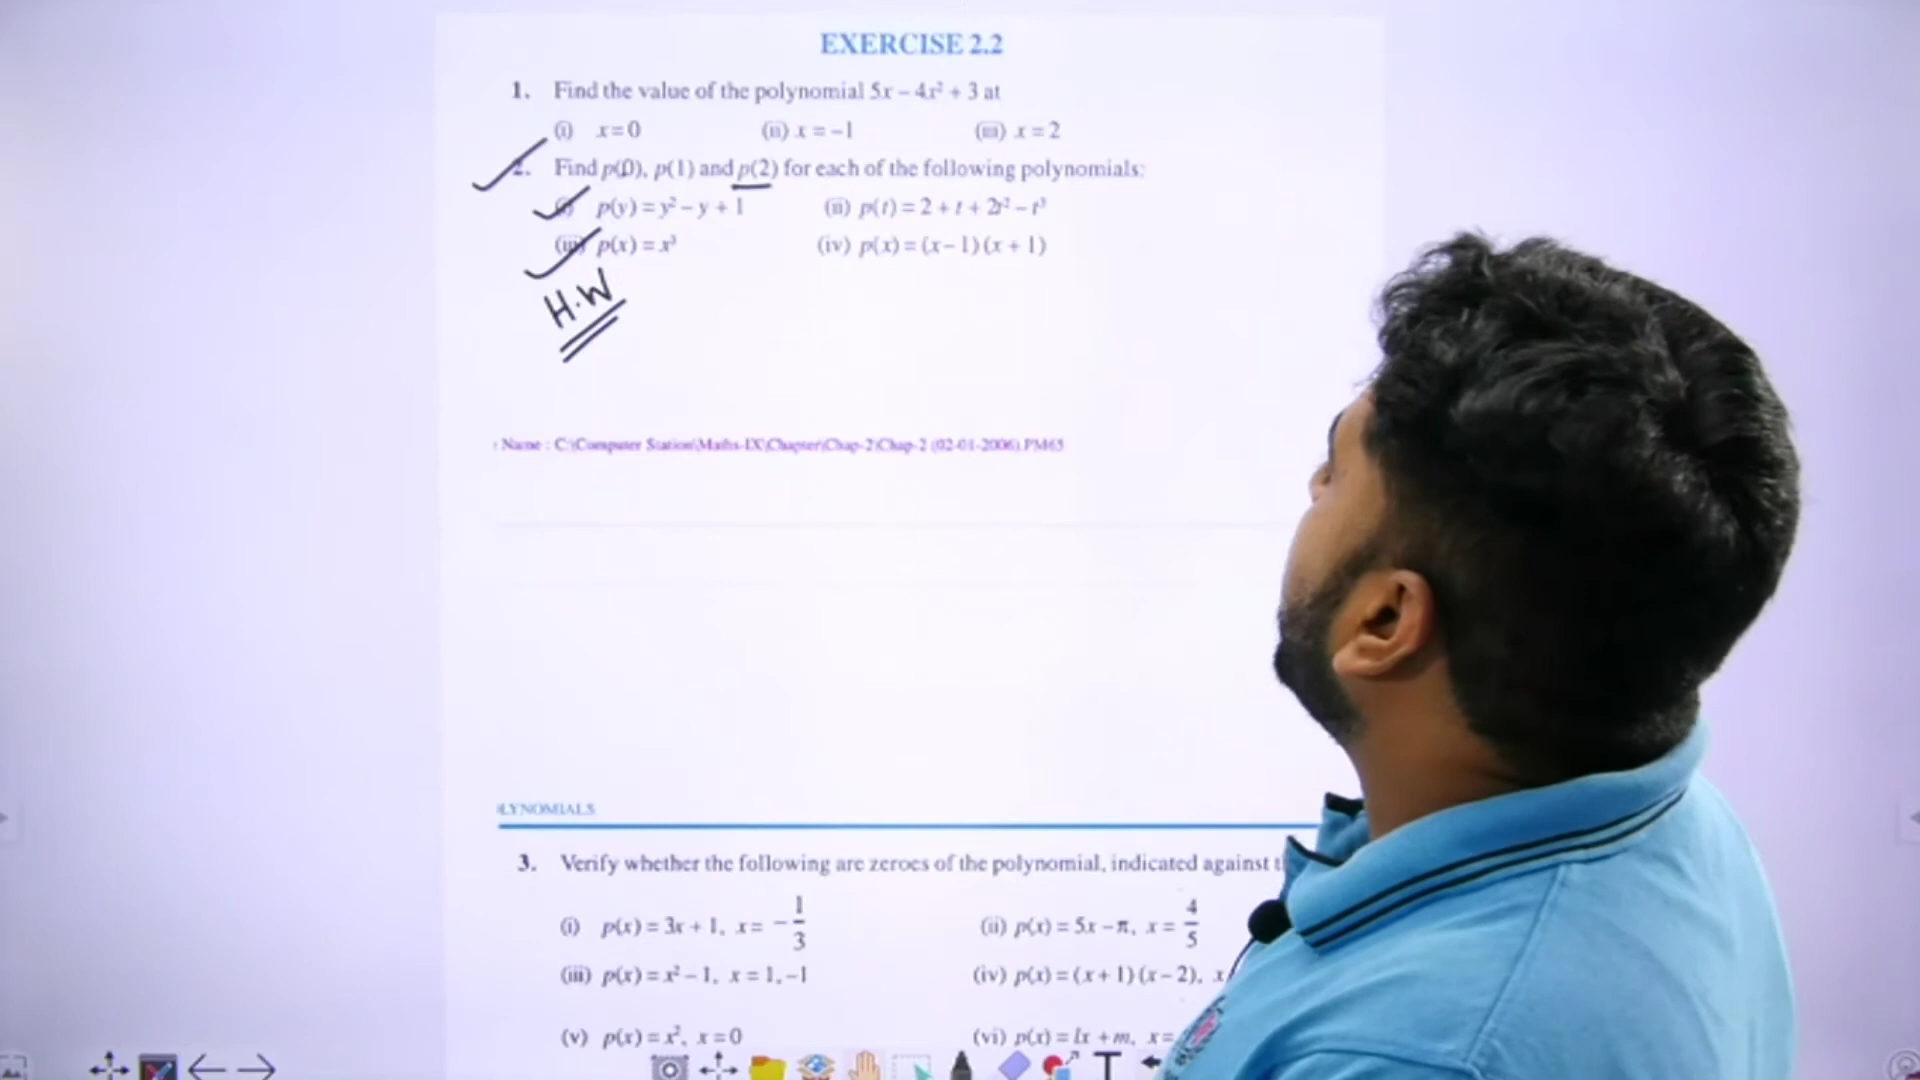 EXERCISE 2.2
1. Find the value of the polynomial 5x – 4x² + 3 at
(i) x = 0 (ii) x = –1 (iii) x = 2
2. Find p(0), p(1) and p(2) for each of the following polynomials:
(i) p(y) = y² – y + 1 (ii) p(t) = 2 + t + 2t² – t³
(iii) p(x) = x³ (iv) p(x) = (x – 1) (x + 1)
H.W
Name : C:\Computer Station\Maths-IX\Chapter\Chap-2\Chap-2 (02-01-2006).PM65
LYNOMIALS
3. Verify whether the following are zeroes of the polynomial, indicated against
(i) p(x) = 3x + 1, x = –1/3 (ii) p(x) = 5x – π, x = 4/5
(iii) p(x) = x² – 1, x = 1, –1 (iv) p(x) = (x + 1) (x – 2), x
(v) p(x) = x², x = 0 (vi) p(x) = lx + m, x =
T